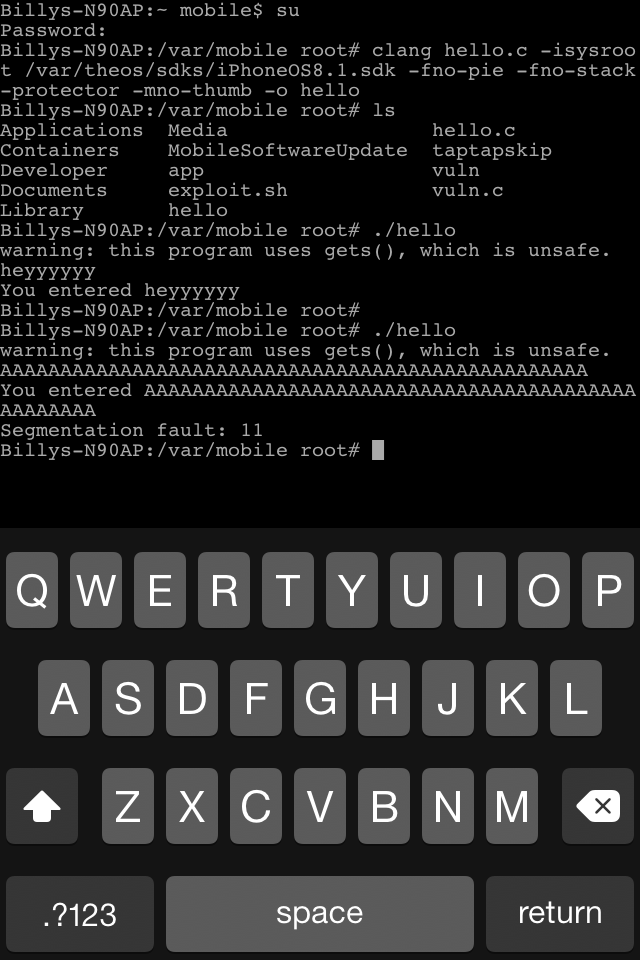 Billys-N90AP:~ mobile$ su
Password:
Billys-N90AP:/var/mobile root# clang hello.c -isysroo
t /var/theos/sdks/iPhoneOS8.1.sdk -fno-pie -fno-stack
-protector -mno-thumb -o hello
Billys-N90AP:/var/mobile root# ls
Applications  Media                 hello.c
Containers    MobileSoftwareUpdate  taptapskip
Developer     app                   vuln
Documents     exploit.sh            vuln.c
Library       hello
Billys-N90AP:/var/mobile root# ./hello
warning: this program uses gets(), which is unsafe.
heyyyyyy
You entered heyyyyyy
Billys-N90AP:/var/mobile root#
Billys-N90AP:/var/mobile root# ./hello
warning: this program uses gets(), which is unsafe.
AAAAAAAAAAAAAAAAAAAAAAAAAAAAAAAAAAAAAAAAAAAAAAAAA
You entered AAAAAAAAAAAAAAAAAAAAAAAAAAAAAAAAAAAAAAAAA
AAAAAAAA
Segmentation fault: 11
Billys-N90AP:/var/mobile root#
Q W E R T Y U I O P
A S D F G H J K L
Z X C V B N M
.?123 space return